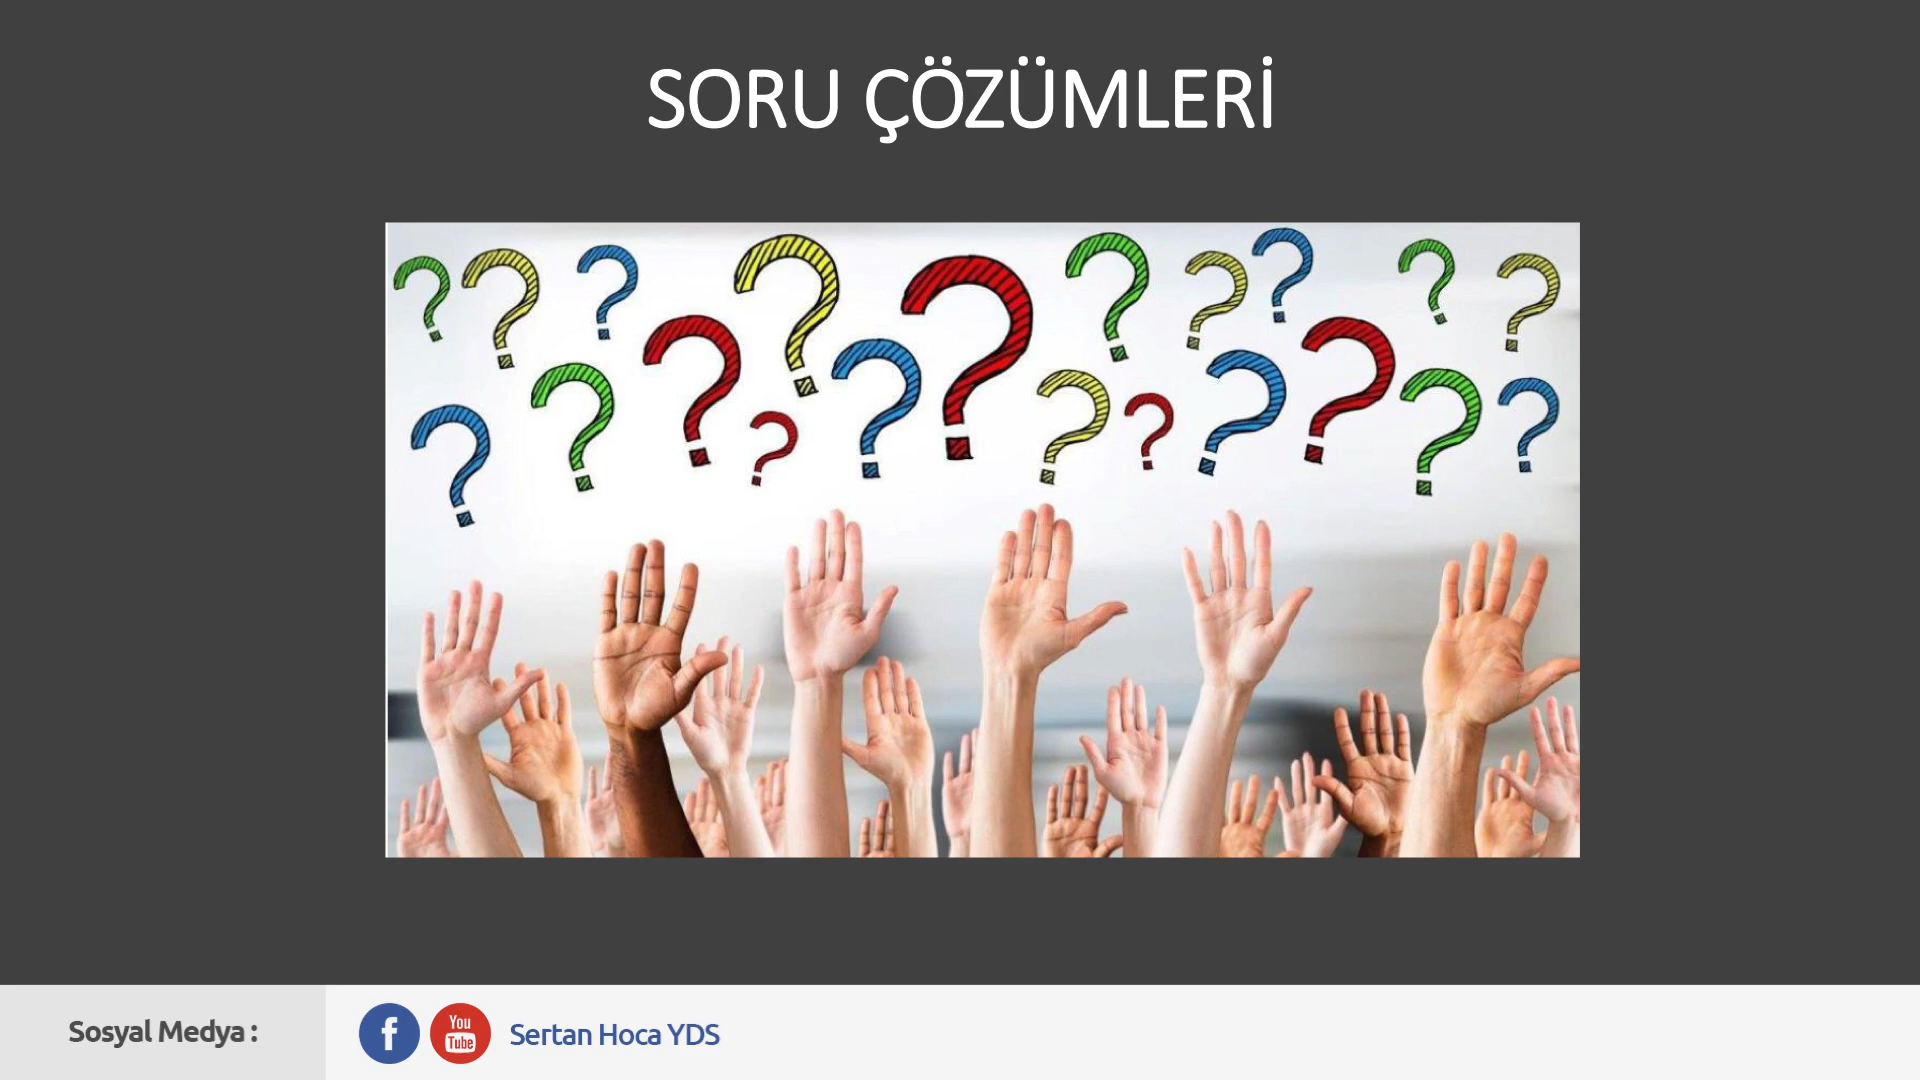 SORU ÇÖZÜMLERİ
Sosyal Medya :
f
You
Tube
Sertan Hoca YDS